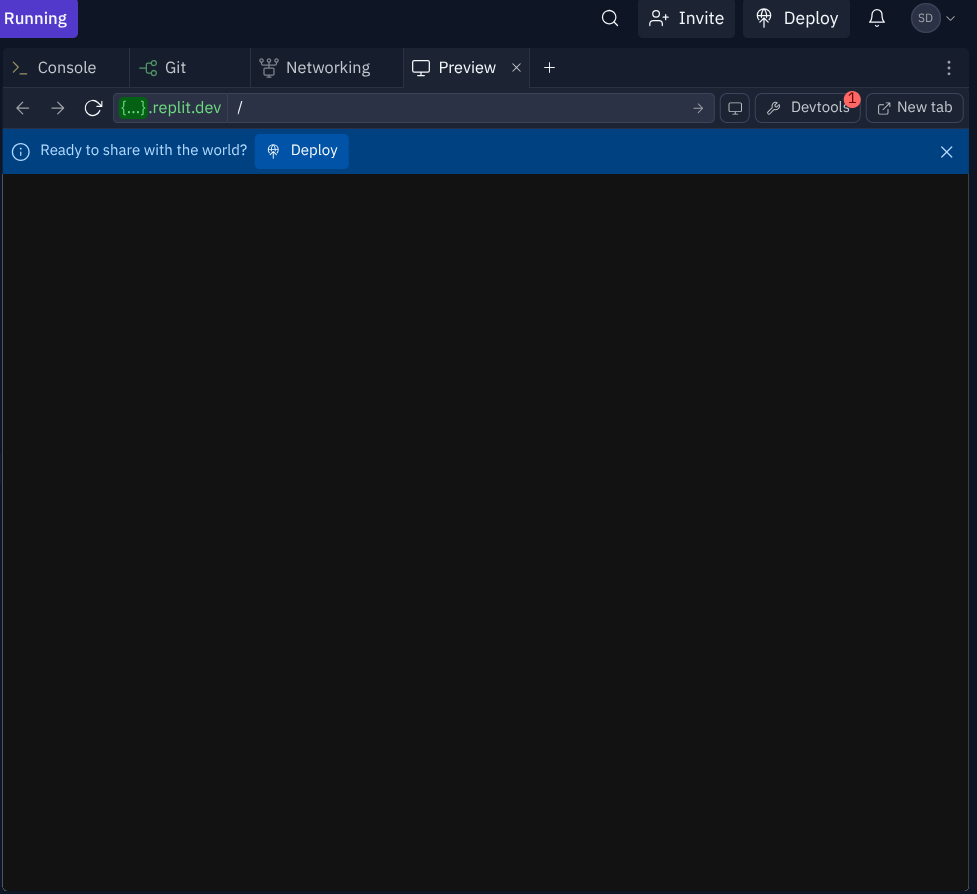 Running
Invite
Deploy
SD
Console
Git
Networking
Preview
{...}.replit.dev /
Devtools
1
New tab
Ready to share with the world?
Deploy